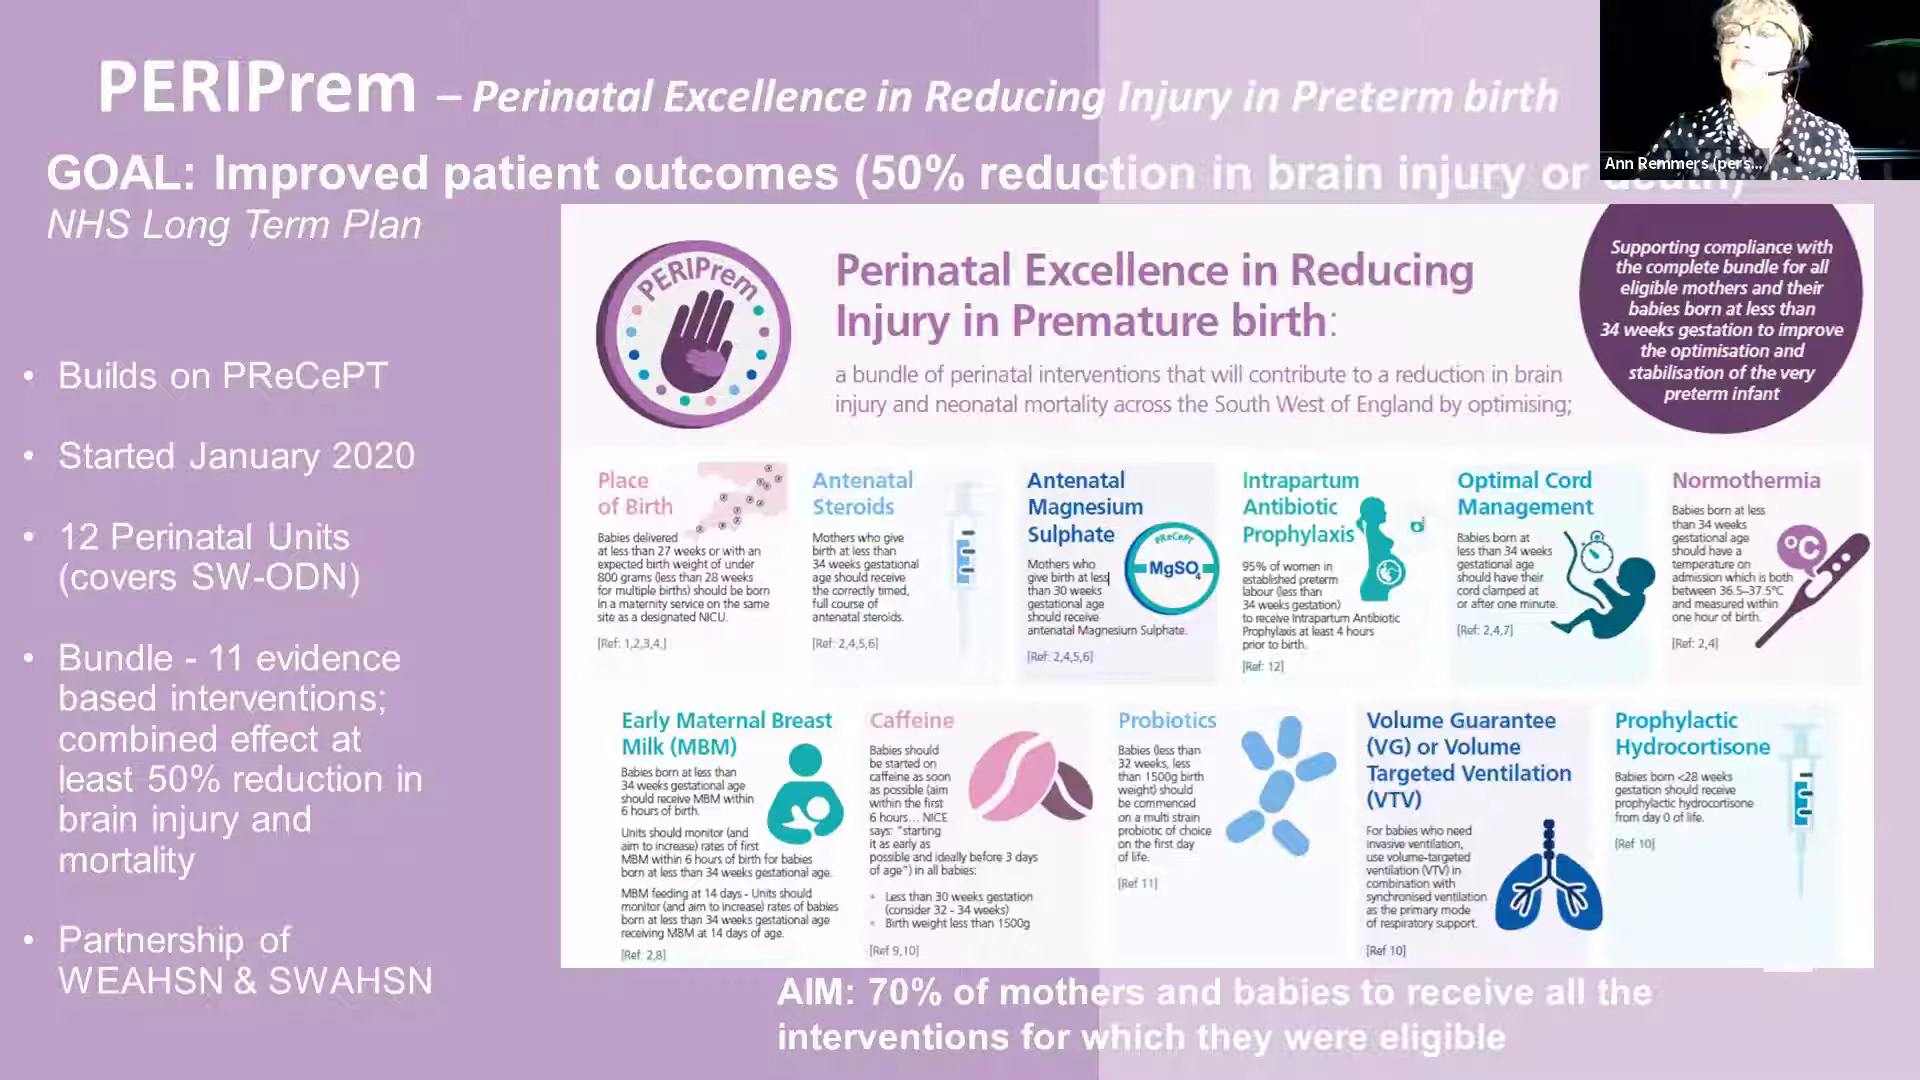 PERIPrem – Perinatal Excellence in Reducing Injury in Preterm birth
Ann Remmers (pers...
GOAL: Improved patient outcomes (50% reduction in brain injury or death)
NHS Long Term Plan
• Builds on PReCePT
• Started January 2020
• 12 Perinatal Units
(covers SW-ODN)
• Bundle - 11 evidence
based interventions;
combined effect at
least 50% reduction in
brain injury and
mortality
• Partnership of
WEAHSN & SWAHSN
PERIPrem
Perinatal Excellence in Reducing
Injury in Premature birth:
a bundle of perinatal interventions that will contribute to a reduction in brain
injury and neonatal mortality across the South West of England by optimising;
Supporting compliance with
the complete bundle for all
eligible mothers and their
babies born at less than
34 weeks gestation to improve
the optimisation and
stabilisation of the very
preterm infant
Place
of Birth
Babies delivered
at less than 27 weeks or with an
expected birth weight of under
800 grams (less than 28 weeks
for multiple births) should be born
in a maternity service on the same
site as a designated NICU.
[Ref: 1,2,3,4.]
Antenatal
Steroids
Mothers who give
birth at less than
34 weeks gestational
age should receive
the correctly timed,
full course of
antenatal steroids.
[Ref: 2,4,5,6]
Antenatal
Magnesium
Sulphate
Mothers who
give birth at less
than 30 weeks
gestational age
should receive
antenatal Magnesium Sulphate.
[Ref: 2,4,5,6]
PReCePT
MgSO4
Intrapartum
Antibiotic
Prophylaxis
95% of women in
established preterm
labour (less than
34 weeks gestation)
to receive Intrapartum Antibiotic
Prophylaxis at least 4 hours
prior to birth.
[Ref: 12]
Optimal Cord
Management
Babies born at
less than 34 weeks
gestational age
should have their
cord clamped at
or after one minute.
[Ref: 2,4,7]
Normothermia
Babies born at less
than 34 weeks
gestational age
should have a
temperature on
admission which is both
between 36.5–37.5°C
and measured within
one hour of birth.
[Ref: 2,4]
°C
Early Maternal Breast
Milk (MBM)
Babies born at less than
34 weeks gestational age
should receive MBM within
6 hours of birth.
Units should monitor (and
aim to increase) rates of first
MBM within 6 hours of birth for babies
born at less than 34 weeks gestational age.
MBM feeding at 14 days - Units should
monitor (and aim to increase) rates of babies
born at less than 34 weeks gestational age
receiving MBM at 14 days of age.
[Ref: 2,8]
Caffeine
Babies should
be started on
caffeine as soon
as possible (aim
within the first
6 hours... NICE
says: "starting
it as early as
possible and ideally before 3 days
of age") in all babies:
• Less than 30 weeks gestation
(consider 32 - 34 weeks)
• Birth weight less than 1500g
[Ref 9,10]
Probiotics
Babies (less than
32 weeks, less
than 1500g birth
weight) should
be commenced
on a multi strain
probiotic of choice
on the first day
of life.
[Ref 11]
Volume Guarantee
(VG) or Volume
Targeted Ventilation
(VTV)
For babies who need
invasive ventilation,
use volume-targeted
ventilation (VTV) in
combination with
synchronised ventilation
as the primary mode
of respiratory support.
[Ref 10]
Prophylactic
Hydrocortisone
Babies born <28 weeks
gestation should receive
prophylactic hydrocortisone
from day 0 of life.
[Ref 10]
AIM: 70% of mothers and babies to receive all the
interventions for which they were eligible